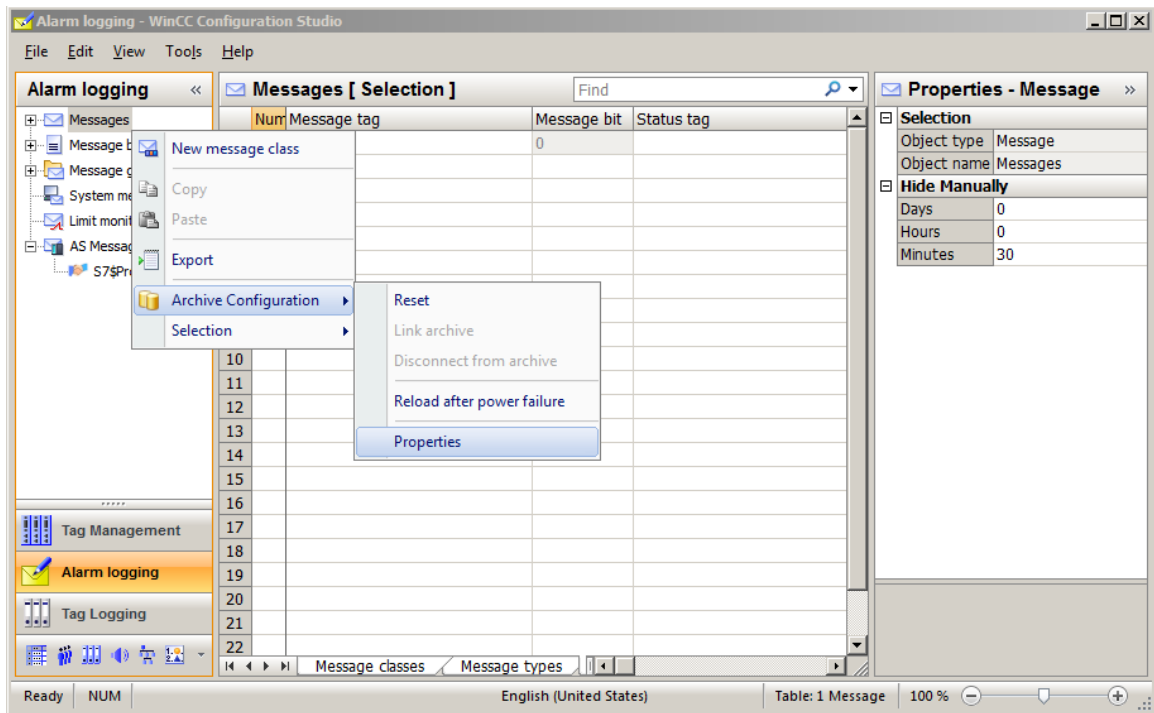 Alarm logging - WinCC Configuration Studio
File Edit View Tools Help
Alarm logging «
Messages [ Selection ]
Find
Properties - Message »
Messages
Message b
Message g
System me
Limit monit
AS Messag
S7$Pr
Num Message tag Message bit Status tag
0
New message class
Copy
Paste
Export
Archive Configuration
Selection
Reset
Link archive
Disconnect from archive
Reload after power failure
Properties
10
11
12
13
14
15
16
17
18
19
20
21
22
Selection
Object type Message
Object name Messages
Hide Manually
Days 0
Hours 0
Minutes 30
Tag Management
Alarm logging
Tag Logging
Message classes Message types
Ready NUM English (United States) Table: 1 Message 100 %